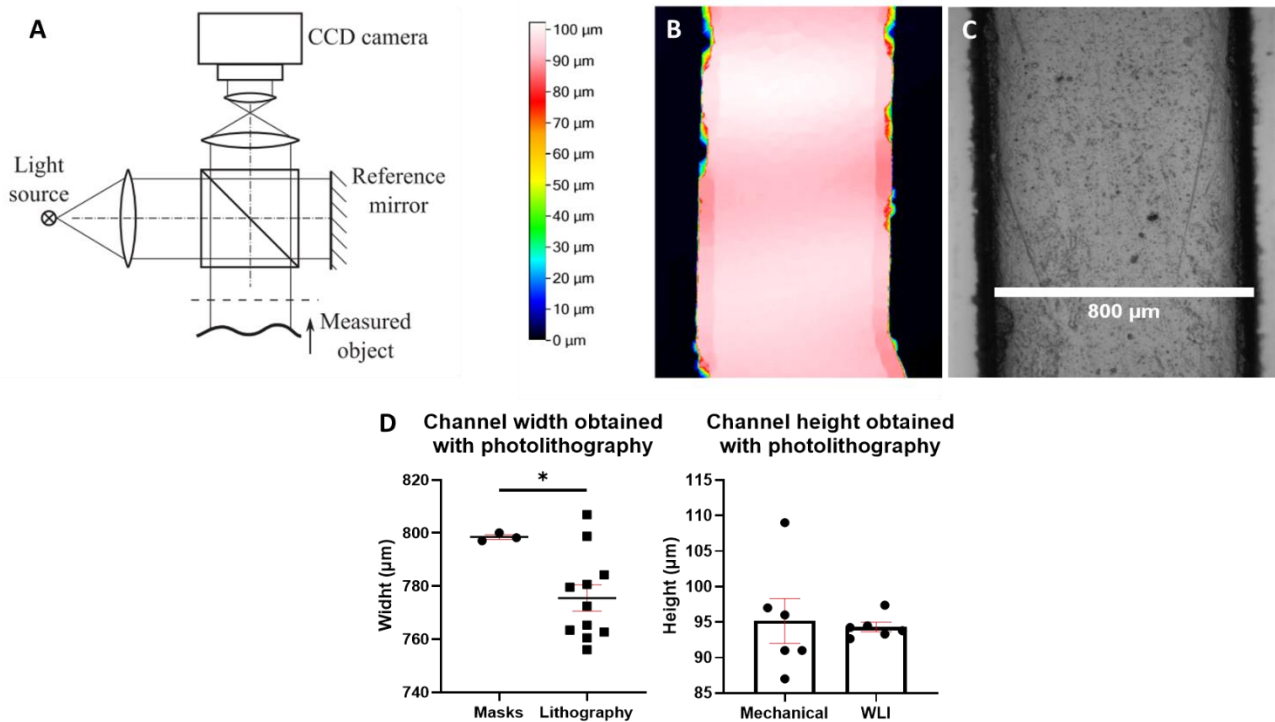 A
CCD camera
Light
source
Reference
mirror
Measured
object
100 µm
90 µm
80 µm
70 µm
60 µm
50 µm
40 µm
30 µm
20 µm
10 µm
0 µm
B
C
800 µm
D
Channel width obtained
with photolithography
820
800
780
760
740
Widht (µm)
*
Masks
Lithography
Channel height obtained
with photolithography
115
110
105
100
95
90
85
Height (µm)
Mechanical
WLI